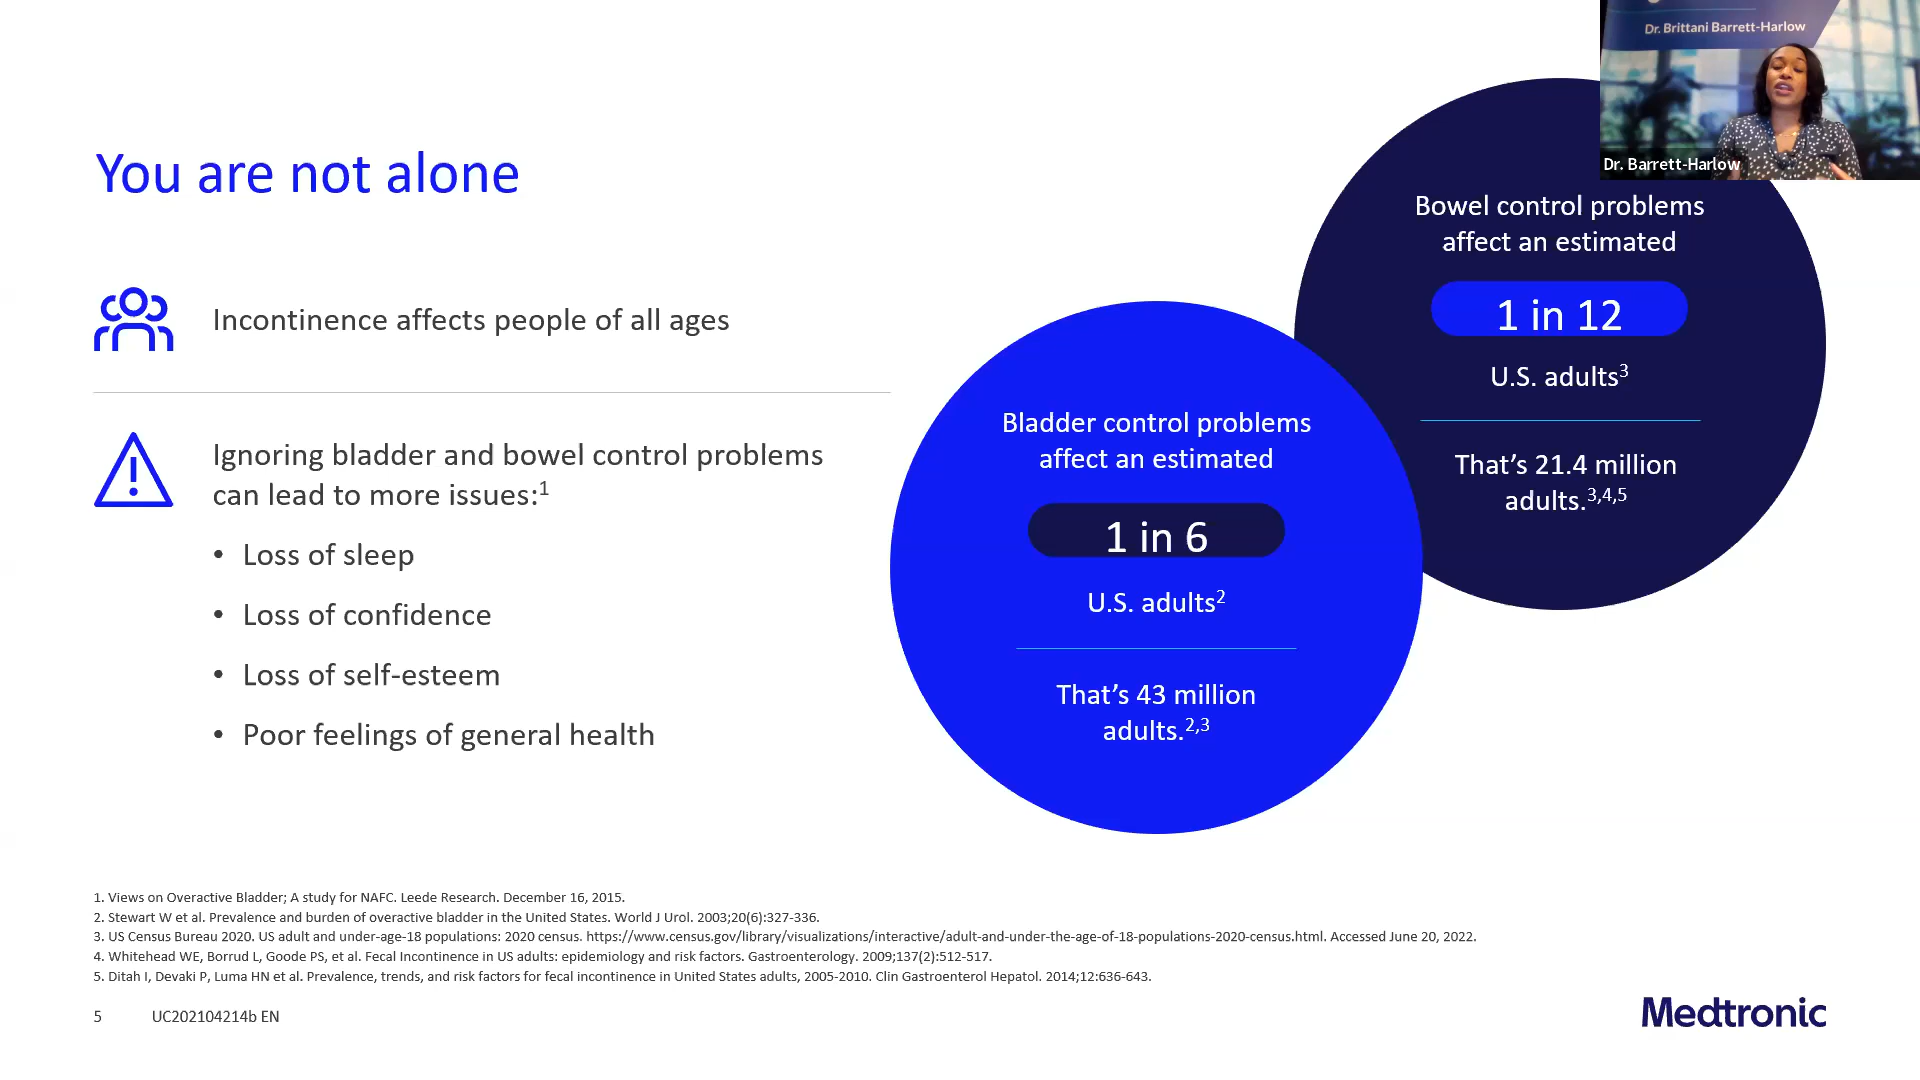 Dr. Brittani Barrett-Harlow
Dr. Barrett-Harlow
You are not alone
Incontinence affects people of all ages
Ignoring bladder and bowel control problems
can lead to more issues:1
• Loss of sleep
• Loss of confidence
• Loss of self-esteem
• Poor feelings of general health
Bladder control problems
affect an estimated
1 in 6
U.S. adults2
That's 43 million
adults.2,3
Bowel control problems
affect an estimated
1 in 12
U.S. adults3
That's 21.4 million
adults.3,4,5
1. Views on Overactive Bladder; A study for NAFC. Leede Research. December 16, 2015.
2. Stewart W et al. Prevalence and burden of overactive bladder in the United States. World J Urol. 2003;20(6):327-336.
3. US Census Bureau 2020. US adult and under-age-18 populations: 2020 census. https://www.census.gov/library/visualizations/interactive/adult-and-under-the-age-of-18-populations-2020-census.html. Accessed June 20, 2022.
4. Whitehead WE, Borrud L, Goode PS, et al. Fecal Incontinence in US adults: epidemiology and risk factors. Gastroenterology. 2009;137(2):512-517.
5. Ditah I, Devaki P, Luma HN et al. Prevalence, trends, and risk factors for fecal incontinence in United States adults, 2005-2010. Clin Gastroenterol Hepatol. 2014;12:636-643.
5 UC202104214b EN
Medtronic